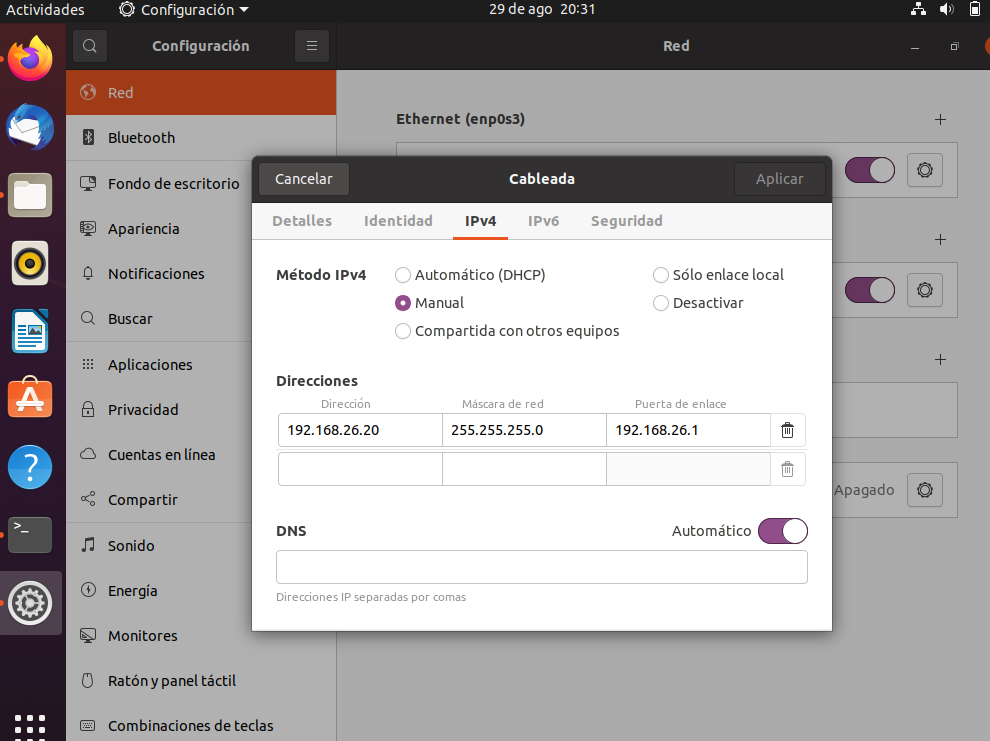 Actividades
Configuración
29 de ago 20:31
Configuración
Red
Red
Bluetooth
Fondo de escritorio
Apariencia
Notificaciones
Buscar
Aplicaciones
Privacidad
Cuentas en línea
Compartir
Sonido
Energía
Monitores
Ratón y panel táctil
Combinaciones de teclas
Ethernet (enp0s3)
Apagado
Cancelar
Cableada
Aplicar
Detalles
Identidad
IPv4
IPv6
Seguridad
Método IPv4
Automático (DHCP)
Sólo enlace local
Manual
Desactivar
Compartida con otros equipos
Direcciones
Dirección
Máscara de red
Puerta de enlace
192.168.26.20
255.255.255.0
192.168.26.1
DNS
Automático
Direcciones IP separadas por comas